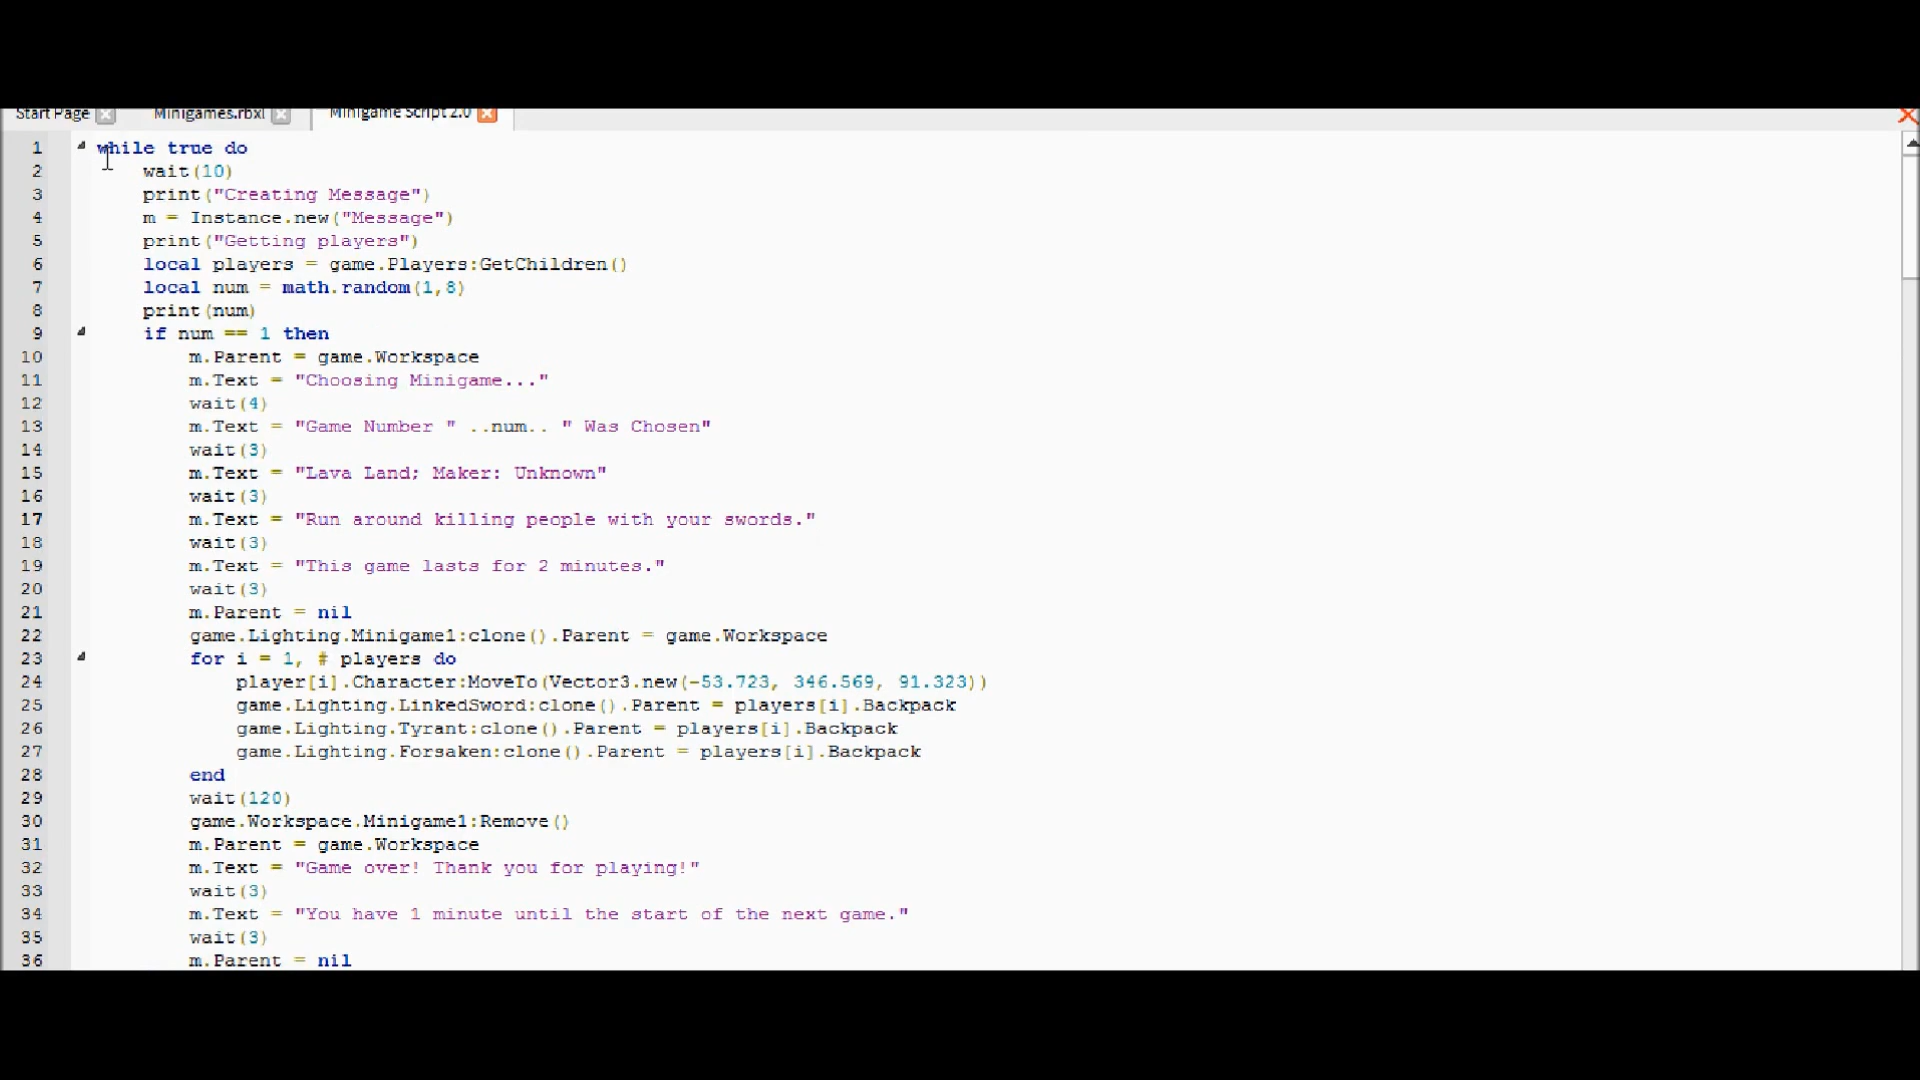 Start Page
Minigames.rbxl
Minigame Script 2.0
1 while true do
2 wait(10)
3 print("Creating Message")
4 m = Instance.new("Message")
5 print("Getting players")
6 local players = game.Players:GetChildren()
7 local num = math.random(1,8)
8 print(num)
9 if num == 1 then
10 m.Parent = game.Workspace
11 m.Text = "Choosing Minigame..."
12 wait(4)
13 m.Text = "Game Number " ..num.. " Was Chosen"
14 wait(3)
15 m.Text = "Lava Land; Maker: Unknown"
16 wait(3)
17 m.Text = "Run around killing people with your swords."
18 wait(3)
19 m.Text = "This game lasts for 2 minutes."
20 wait(3)
21 m.Parent = nil
22 game.Lighting.Minigame1:clone().Parent = game.Workspace
23 for i = 1, # players do
24 player[i].Character:MoveTo(Vector3.new(-53.723, 346.569, 91.323))
25 game.Lighting.LinkedSword:clone().Parent = players[i].Backpack
26 game.Lighting.Tyrant:clone().Parent = players[i].Backpack
27 game.Lighting.Forsaken:clone().Parent = players[i].Backpack
28 end
29 wait(120)
30 game.Workspace.Minigame1:Remove()
31 m.Parent = game.Workspace
32 m.Text = "Game over! Thank you for playing!"
33 wait(3)
34 m.Text = "You have 1 minute until the start of the next game."
35 wait(3)
36 m.Parent = nil